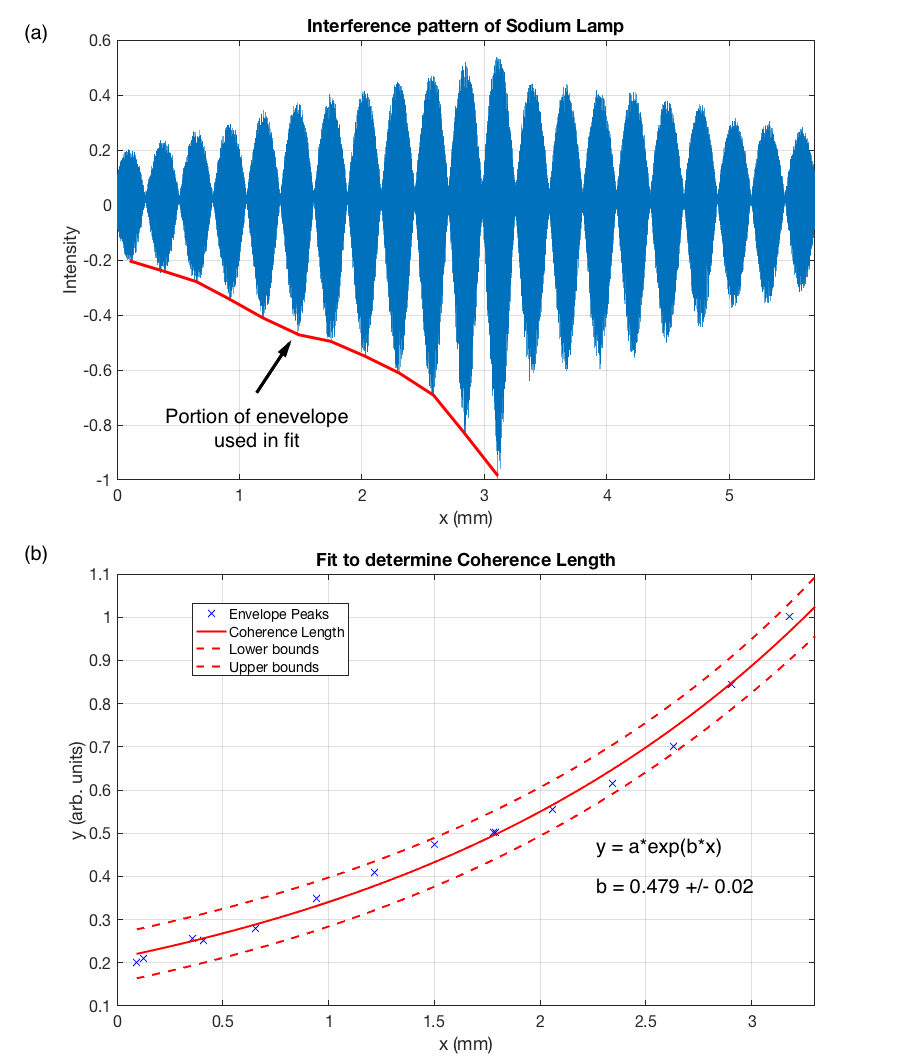 (a)
Interference pattern of Sodium Lamp
0.6
0.4
0.2
0
-0.2
-0.4
-0.6
-0.8
-1
Intensity
Portion of enevelope
used in fit
0 1 2 3 4 5
x (mm)
(b)
Fit to determine Coherence Length
1.1
1
0.9
0.8
0.7
0.6
0.5
0.4
0.3
0.2
0.1
y (arb. units)
Envelope Peaks
Coherence Length
Lower bounds
Upper bounds
y = a*exp(b*x)
b = 0.479 +/- 0.02
0 0.5 1 1.5 2 2.5 3
x (mm)